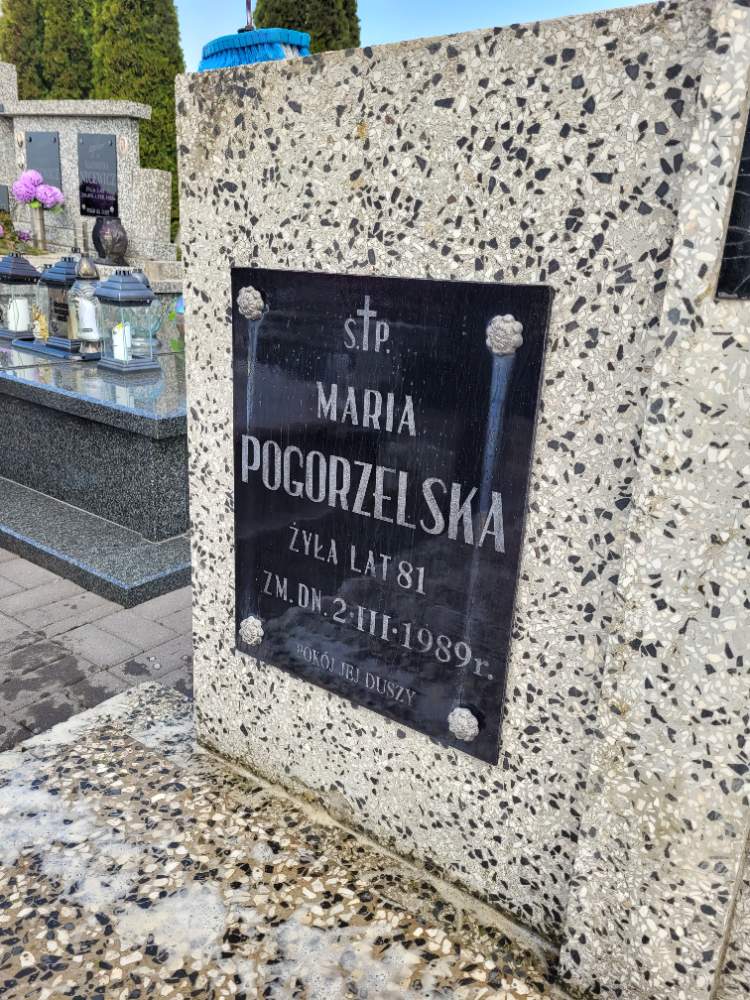 Ś.†P.
MARIA
POGORZELSKA
ŻYŁA LAT 81
ZM. DN. 2·III·1989r.
POKÓJ JEJ DUSZY